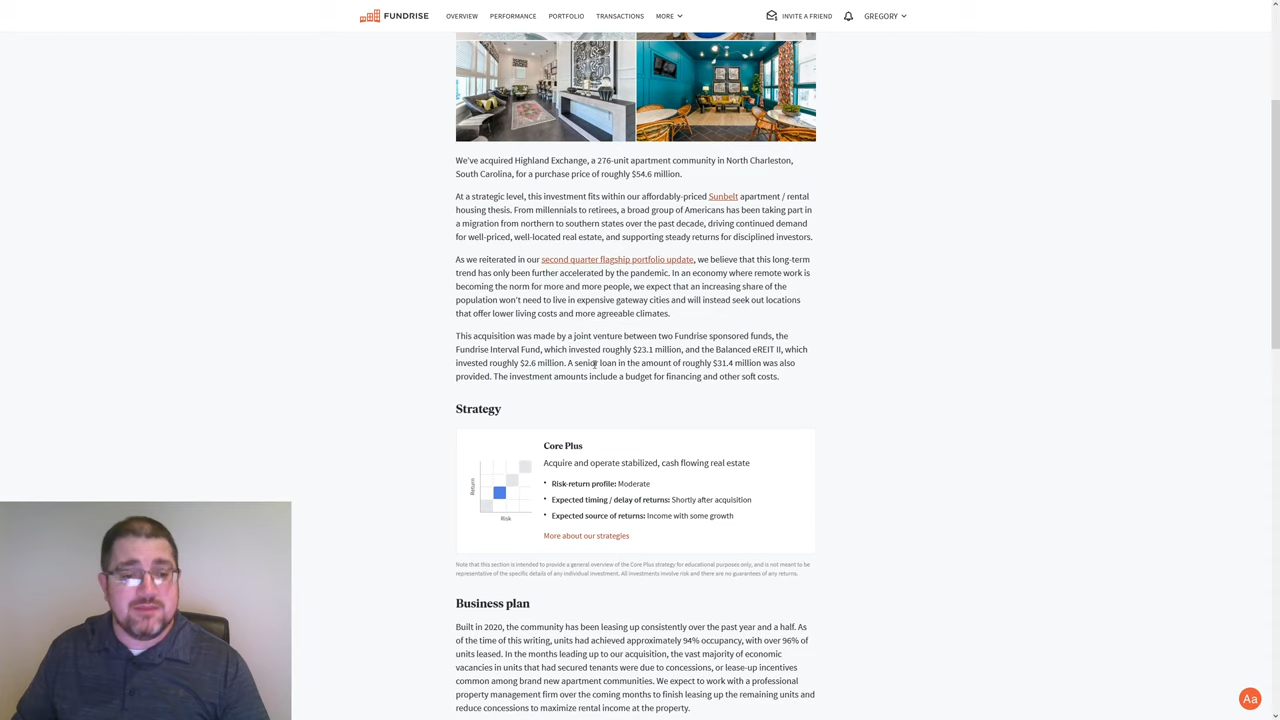 FUNDRISE
OVERVIEW
PERFORMANCE
PORTFOLIO
TRANSACTIONS
MORE
INVITE A FRIEND
GREGORY
We've acquired Highland Exchange, a 276-unit apartment community in North Charleston,
South Carolina, for a purchase price of roughly $54.6 million.
At a strategic level, this investment fits within our affordably-priced Sunbelt apartment / rental
housing thesis. From millennials to retirees, a broad group of Americans has been taking part in
a migration from northern to southern states over the past decade, driving continued demand
for well-priced, well-located real estate, and supporting steady returns for disciplined investors.
As we reiterated in our second quarter flagship portfolio update, we believe that this long-term
trend has only been further accelerated by the pandemic. In an economy where remote work is
becoming the norm for more and more people, we expect that an increasing share of the
population won't need to live in expensive gateway cities and will instead seek out locations
that offer lower living costs and more agreeable climates.
This acquisition was made by a joint venture between two Fundrise sponsored funds, the
Fundrise Interval Fund, which invested roughly $23.1 million, and the Balanced eREIT II, which
invested roughly $2.6 million. A senior loan in the amount of roughly $31.4 million was also
provided. The investment amounts include a budget for financing and other soft costs.
Strategy
Return
Risk
Core Plus
Acquire and operate stabilized, cash flowing real estate
• Risk-return profile: Moderate
• Expected timing / delay of returns: Shortly after acquisition
• Expected source of returns: Income with some growth
More about our strategies
Note that this section is intended to provide a general overview of the Core Plus strategy for educational purposes only, and is not meant to be
representative of the specific details of any individual investment. All investments involve risk and there are no guarantees of any returns.
Business plan
Built in 2020, the community has been leasing up consistently over the past year and a half. As
of the time of this writing, units had achieved approximately 94% occupancy, with over 96% of
units leased. In the months leading up to our acquisition, the vast majority of economic
vacancies in units that had secured tenants were due to concessions, or lease-up incentives
common among brand new apartment communities. We expect to work with a professional
property management firm over the coming months to finish leasing up the remaining units and
reduce concessions to maximize rental income at the property.
Aa